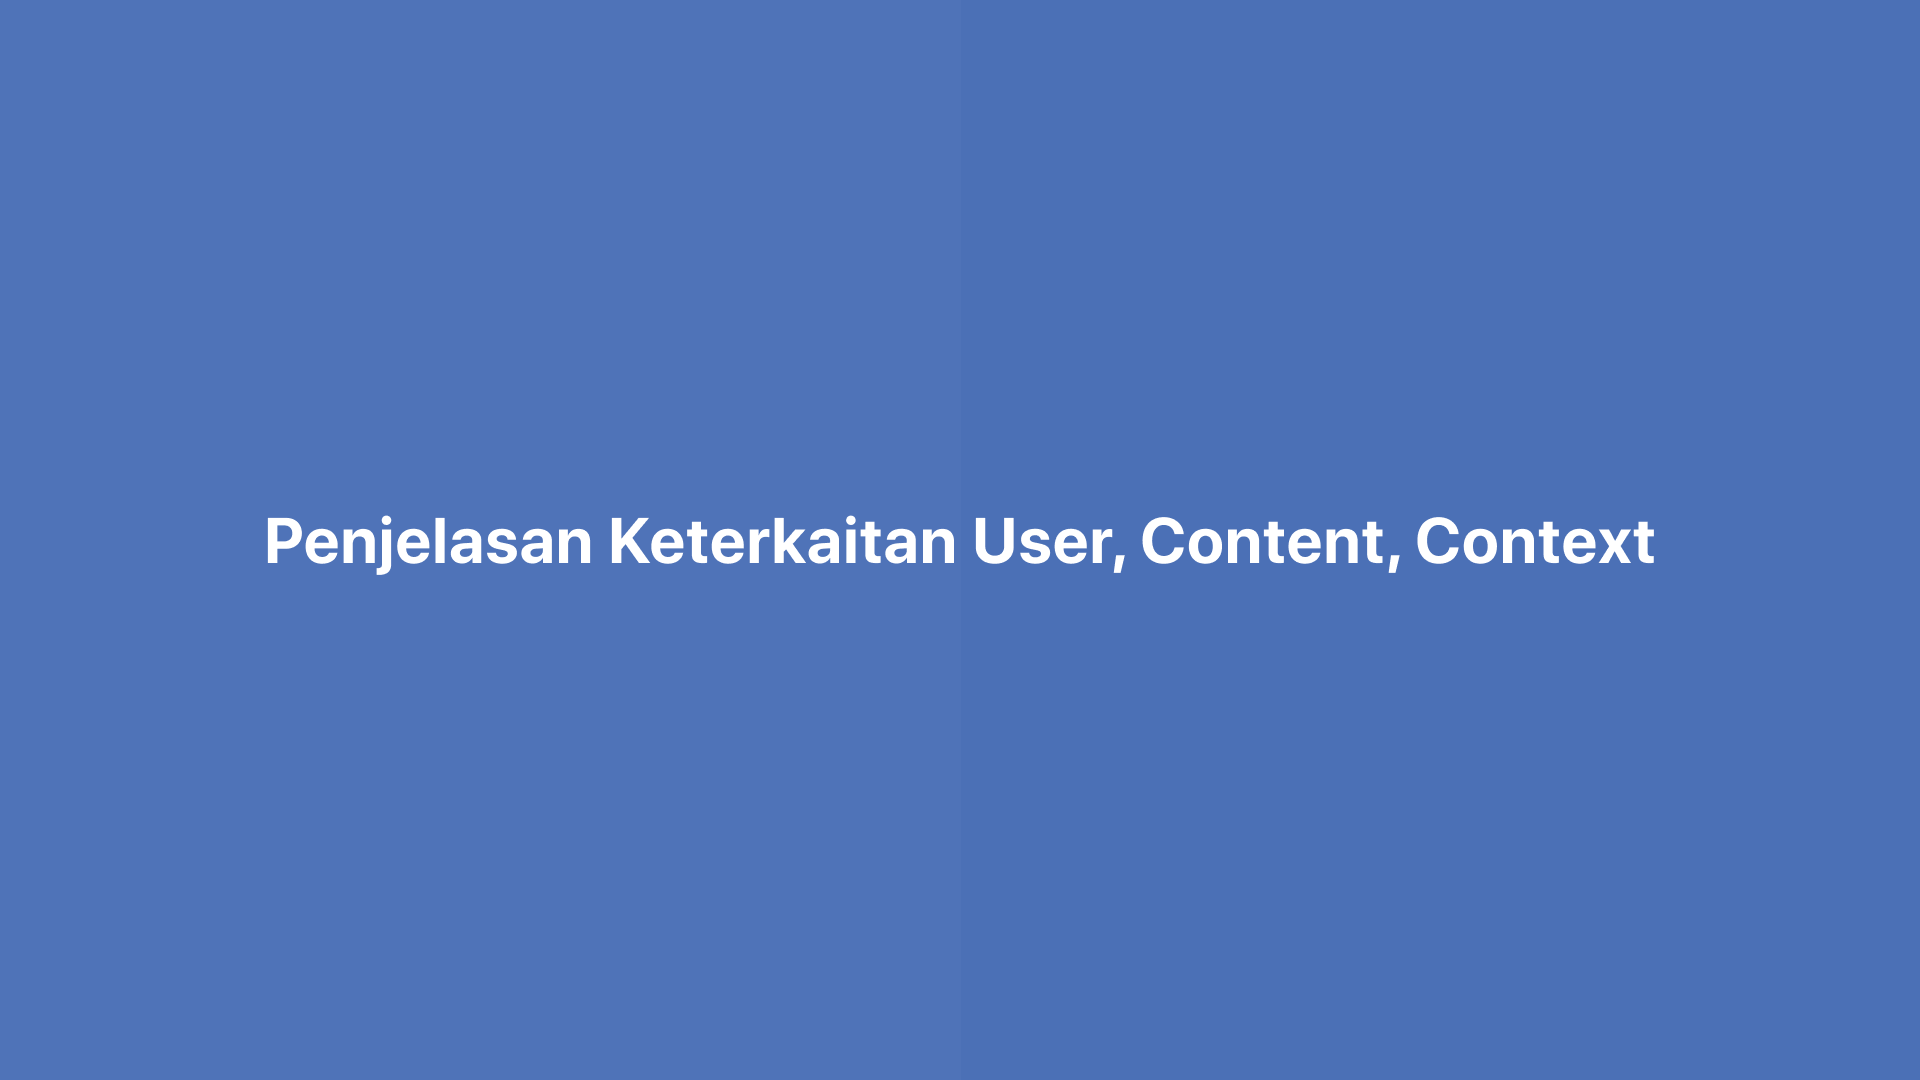 Penjelasan Keterkaitan User, Content, Context